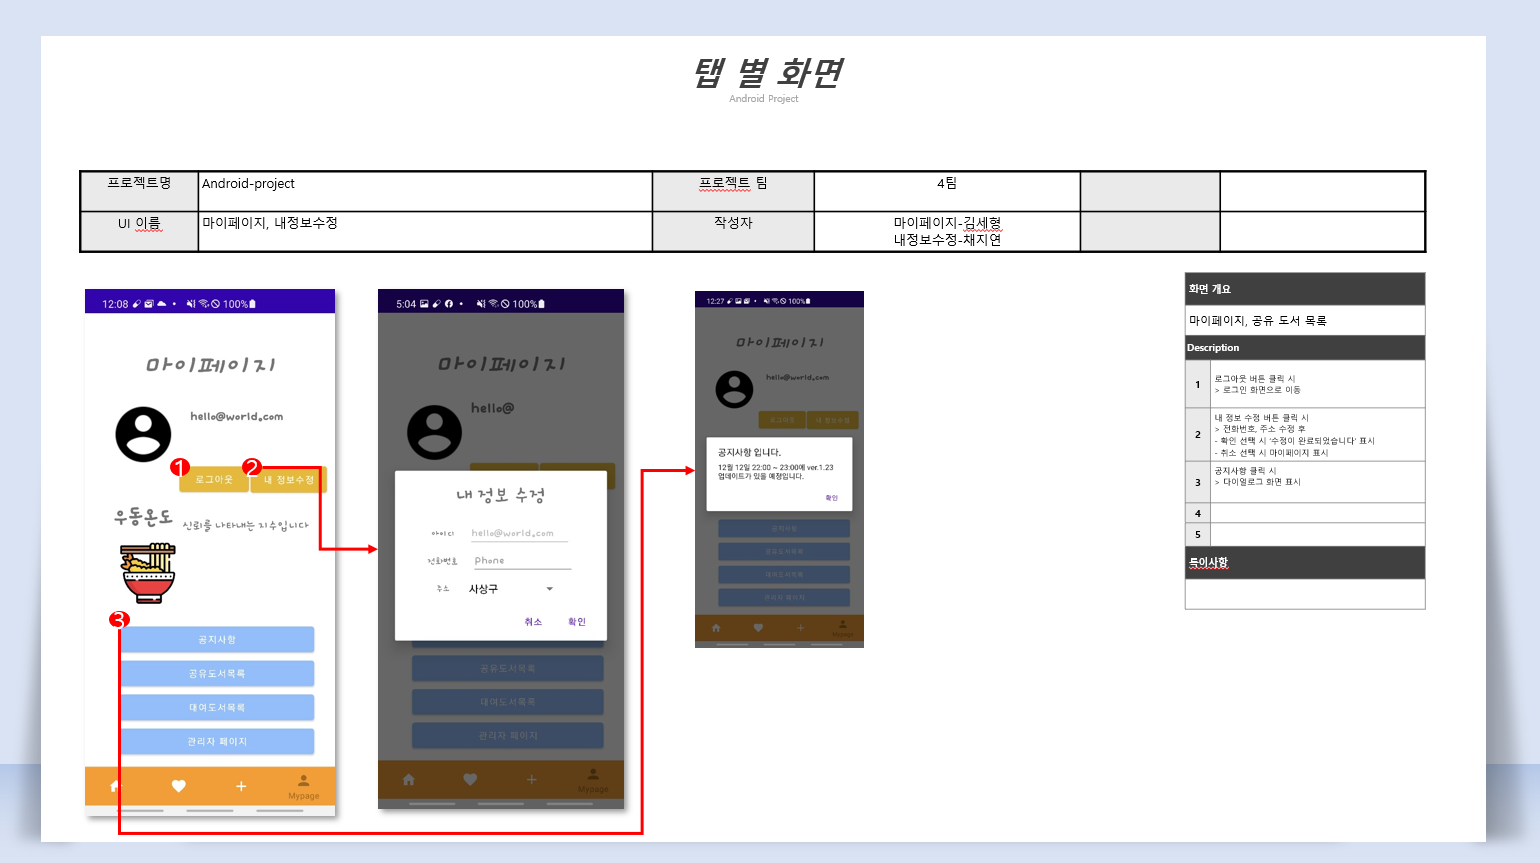 탭 별 화면
Android Project
프로젝트명 Android-project 프로젝트 팀 4팀
UI 이름 마이페이지, 내정보수정 작성자 마이페이지-김세형
내정보수정-채지연
12:08 100%
마이페이지
hello@world.com
1 2
로그아웃 내 정보수정
우동온도 신뢰를 나타내는 지수입니다
3
공지사항
공유도서목록
대여도서목록
관리자 페이지
Mypage
5:04 100%
마이페이지
hello@
내 정보 수정
아이디 hello@world.com
전화번호 Phone
주소 사상구
취소 확인
공유도서목록
대여도서목록
관리자 페이지
Mypage
12:27 100%
마이페이지
hello@world.com
로그아웃 내 정보수정
공지사항 입니다.
12월 12일 22:00 ~ 23:00에 ver.1.23
업데이트가 있을 예정입니다.
확인
공지사항
공유도서목록
대여도서목록
관리자 페이지
Mypage
화면 개요
마이페이지, 공유 도서 목록
Description
1 로그아웃 버튼 클릭 시
> 로그인 화면으로 이동
2 내 정보 수정 버튼 클릭 시
> 전화번호, 주소 수정 후
- 확인 선택 시 '수정이 완료되었습니다' 표시
- 취소 선택 시 마이페이지 표시
3 공지사항 클릭 시
> 다이얼로그 화면 표시
4
5
특이사항